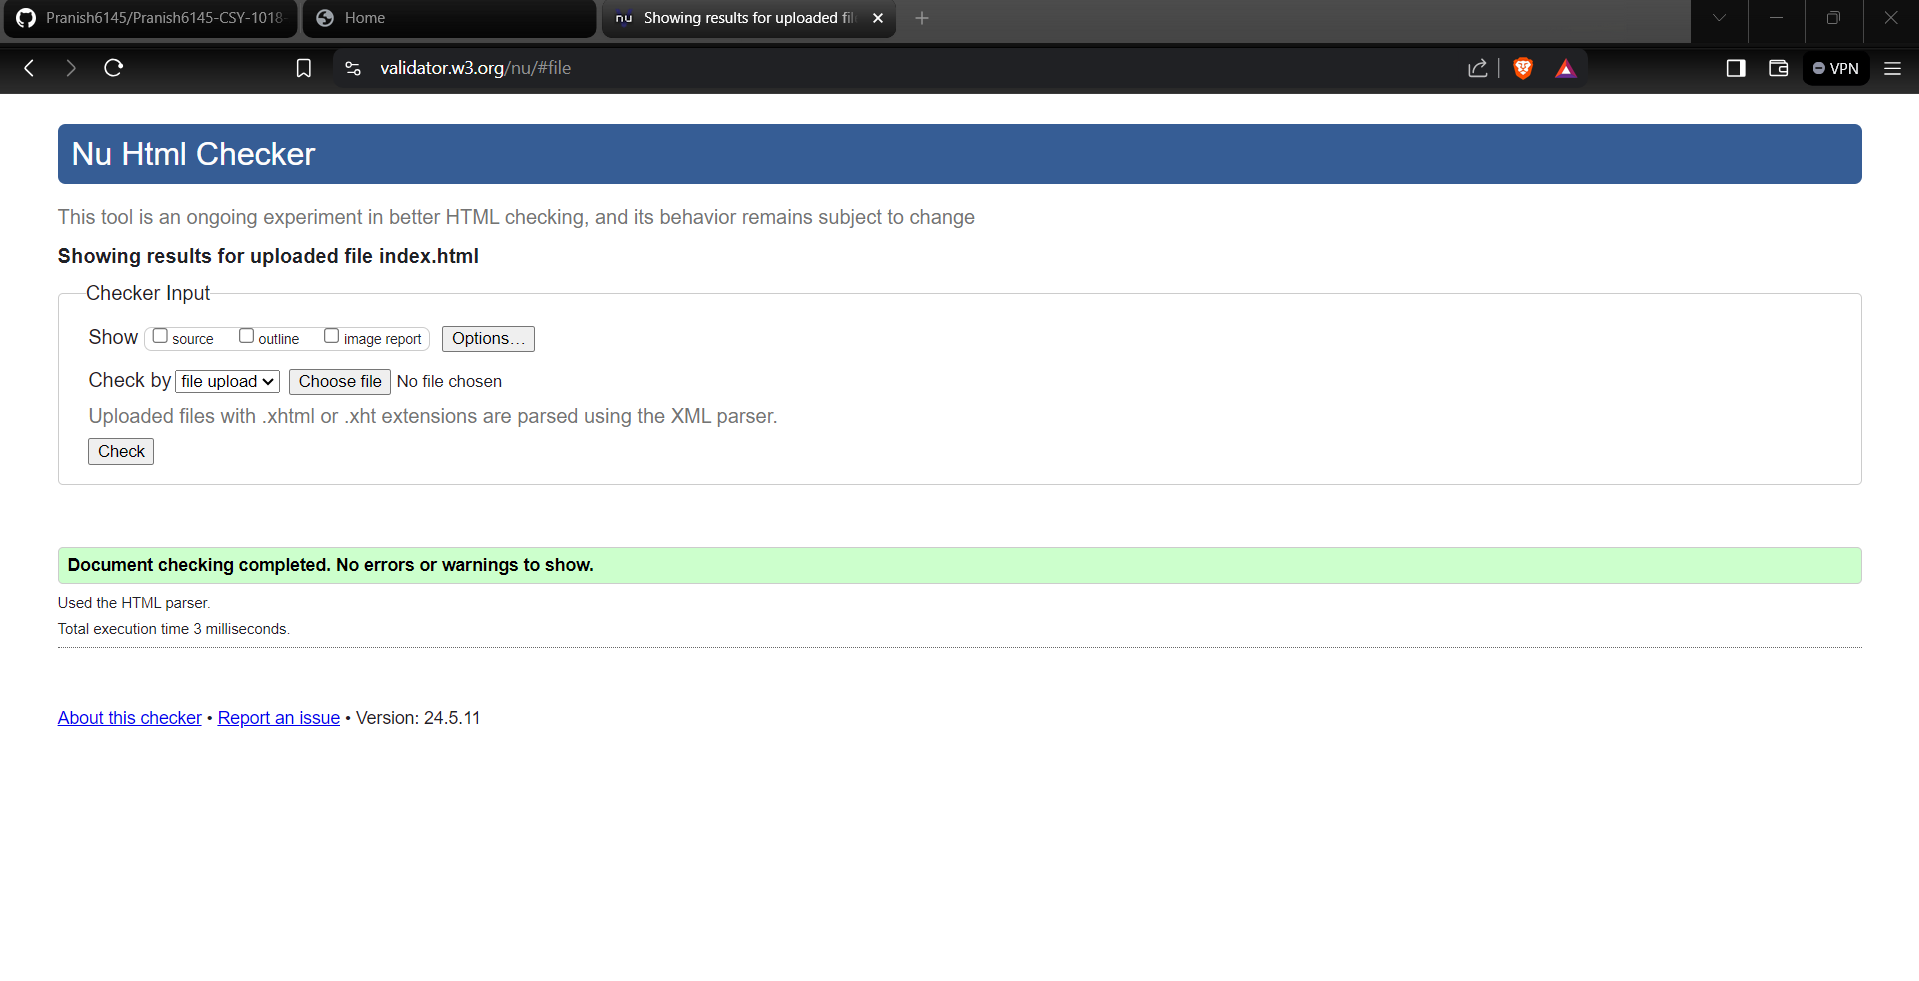 Pranish6145/Pranish6145-CSY-1018-
Home
nu Showing results for uploaded fil
validator.w3.org/nu/#file
VPN
Nu Html Checker
This tool is an ongoing experiment in better HTML checking, and its behavior remains subject to change
Showing results for uploaded file index.html
Checker Input
Show source outline image report Options...
Check by file upload Choose file No file chosen
Uploaded files with .xhtml or .xht extensions are parsed using the XML parser.
Check
Document checking completed. No errors or warnings to show.
Used the HTML parser.
Total execution time 3 milliseconds.
About this checker • Report an issue • Version: 24.5.11